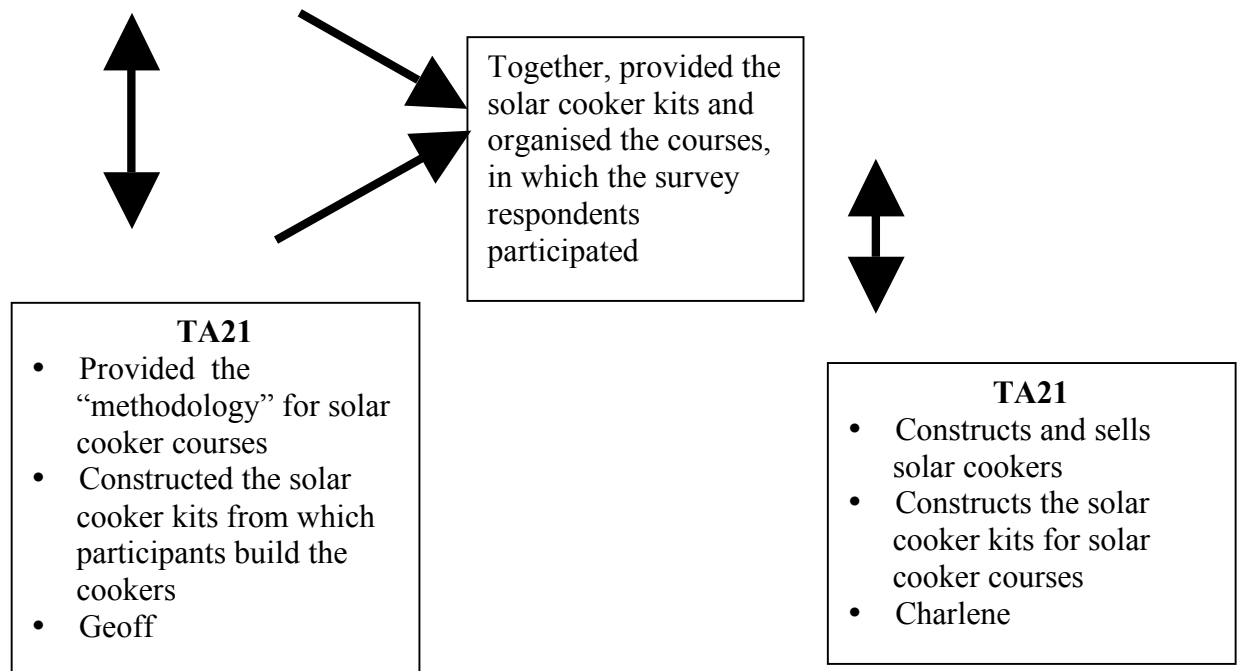 Together, provided the
solar cooker kits and
organised the courses,
in which the survey
respondents
participated
TA21
• Provided the
“methodology” for solar
cooker courses
• Constructed the solar
cooker kits from which
participants build the
cookers
• Geoff
TA21
• Constructs and sells
solar cookers
• Constructs the solar
cooker kits for solar
cooker courses
• Charlene